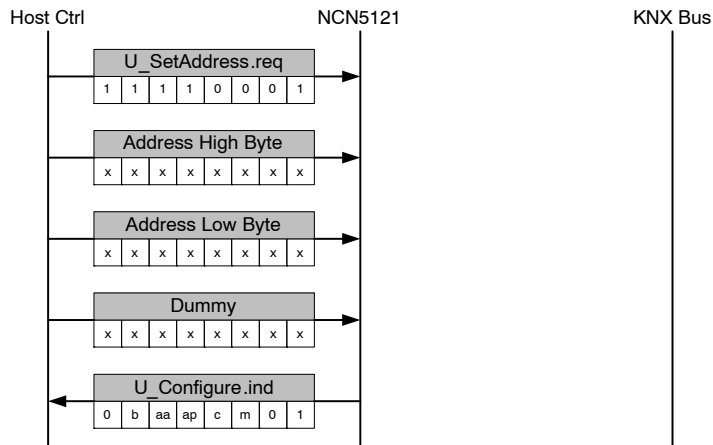 Host Ctrl NCN5121 KNX Bus
U_SetAddress.req
1 1 1 1 0 0 0 1
Address High Byte
x x x x x x x x
Address Low Byte
x x x x x x x x
Dummy
x x x x x x x x
U_Configure.ind
0 b aa ap c m 0 1